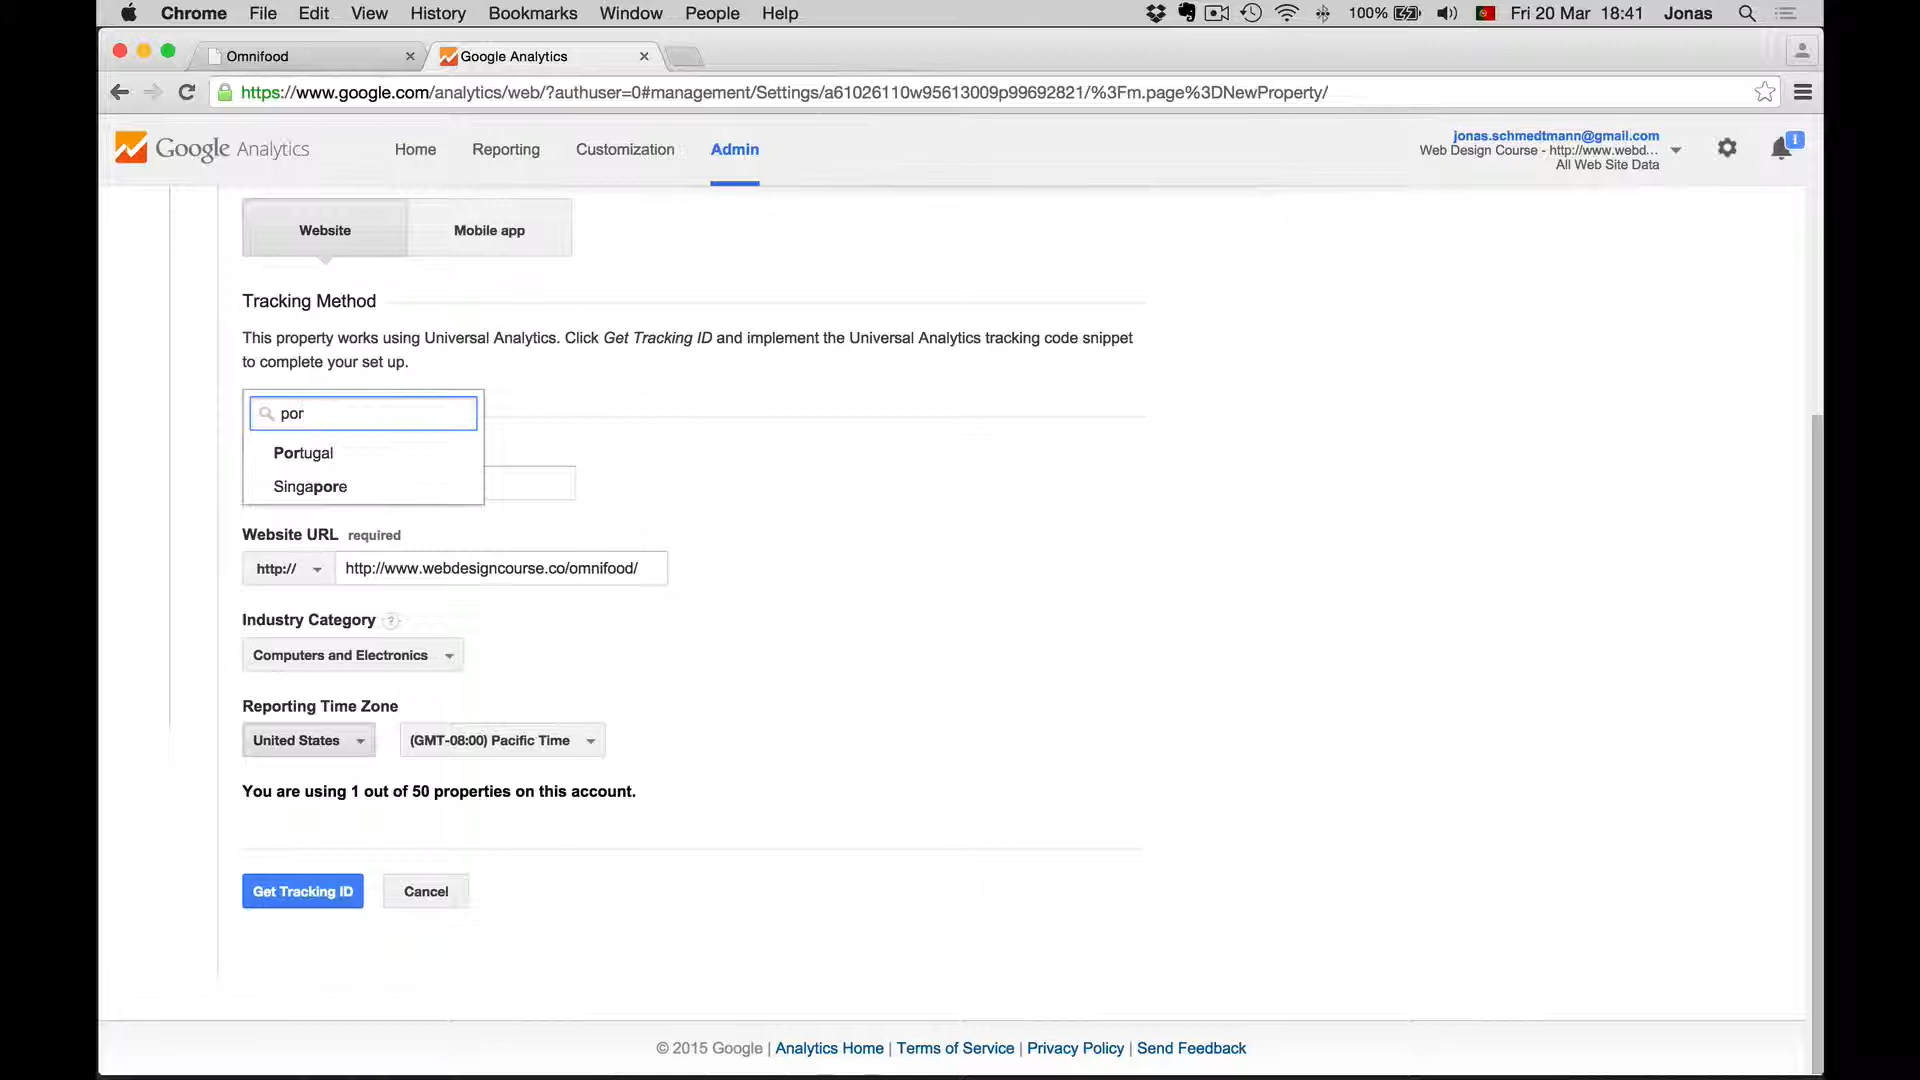 Chrome File Edit View History Bookmarks Window People Help 100% Fri 20 Mar 18:41 Jonas
Omnifood
Google Analytics
https://www.google.com/analytics/web/?authuser=0#management/Settings/a61026110w95613009p99692821/%3Fm.page%3DNewProperty/
Google Analytics
Home Reporting Customization Admin
jonas.schmedtmann@gmail.com
Web Design Course - http://www.webd...
All Web Site Data
1
Website Mobile app
Tracking Method
This property works using Universal Analytics. Click Get Tracking ID and implement the Universal Analytics tracking code snippet
to complete your set up.
por
Portugal
Singapore
Website URL required
http:// http://www.webdesigncourse.co/omnifood/
Industry Category ?
Computers and Electronics
Reporting Time Zone
United States (GMT-08:00) Pacific Time
You are using 1 out of 50 properties on this account.
Get Tracking ID Cancel
© 2015 Google | Analytics Home | Terms of Service | Privacy Policy | Send Feedback